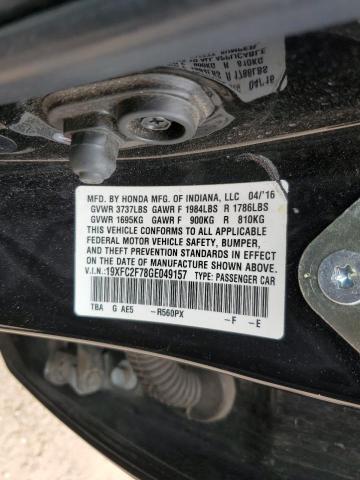 MFD. BY HONDA MFG. OF INDIANA, LLC 04/'16
GVWR 3737LBS GAWR F 1984LBS R 1786LBS
GVWR 1695KG GAWR F 900KG R 810KG
THIS VEHICLE CONFORMS TO ALL APPLICABLE
FEDERAL MOTOR VEHICLE SAFETY, BUMPER,
AND THEFT PREVENTION STANDARDS IN
EFFECT ON THE DATE OF MANUFACTURE SHOWN ABOVE.
V.I.N.:19XFC2F78GE049157 TYPE: PASSENGER CAR
TBA G AE5 –R560PX –F –E